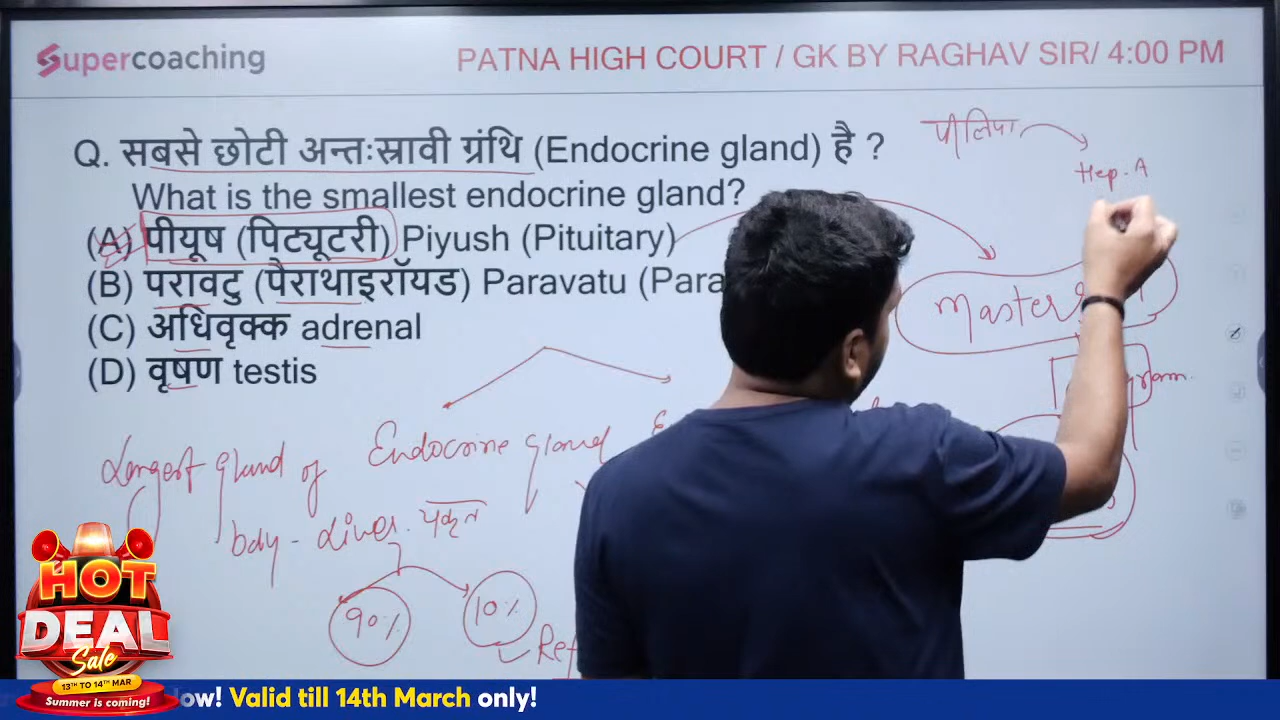 Supercoaching
PATNA HIGH COURT / GK BY RAGHAV SIR/ 4:00 PM
Q. सबसे छोटी अन्तःस्रावी ग्रंथि (Endocrine gland) है ?
What is the smallest endocrine gland?
(A) पीयूष (पिट्यूटरी) Piyush (Pituitary)
(B) परावटु (पैराथाइरॉयड) Paravatu (Para
(C) अधिवृक्क adrenal
(D) वृषण testis
पीलिया
Hep. A
Master
Endocrine gland
Largest gland of
body - Liver. यकृत
90%
10%
Ref
HOT
DEAL
Sale
13TH TO 14TH MAR
Summer is coming!
ow! Valid till 14th March only!